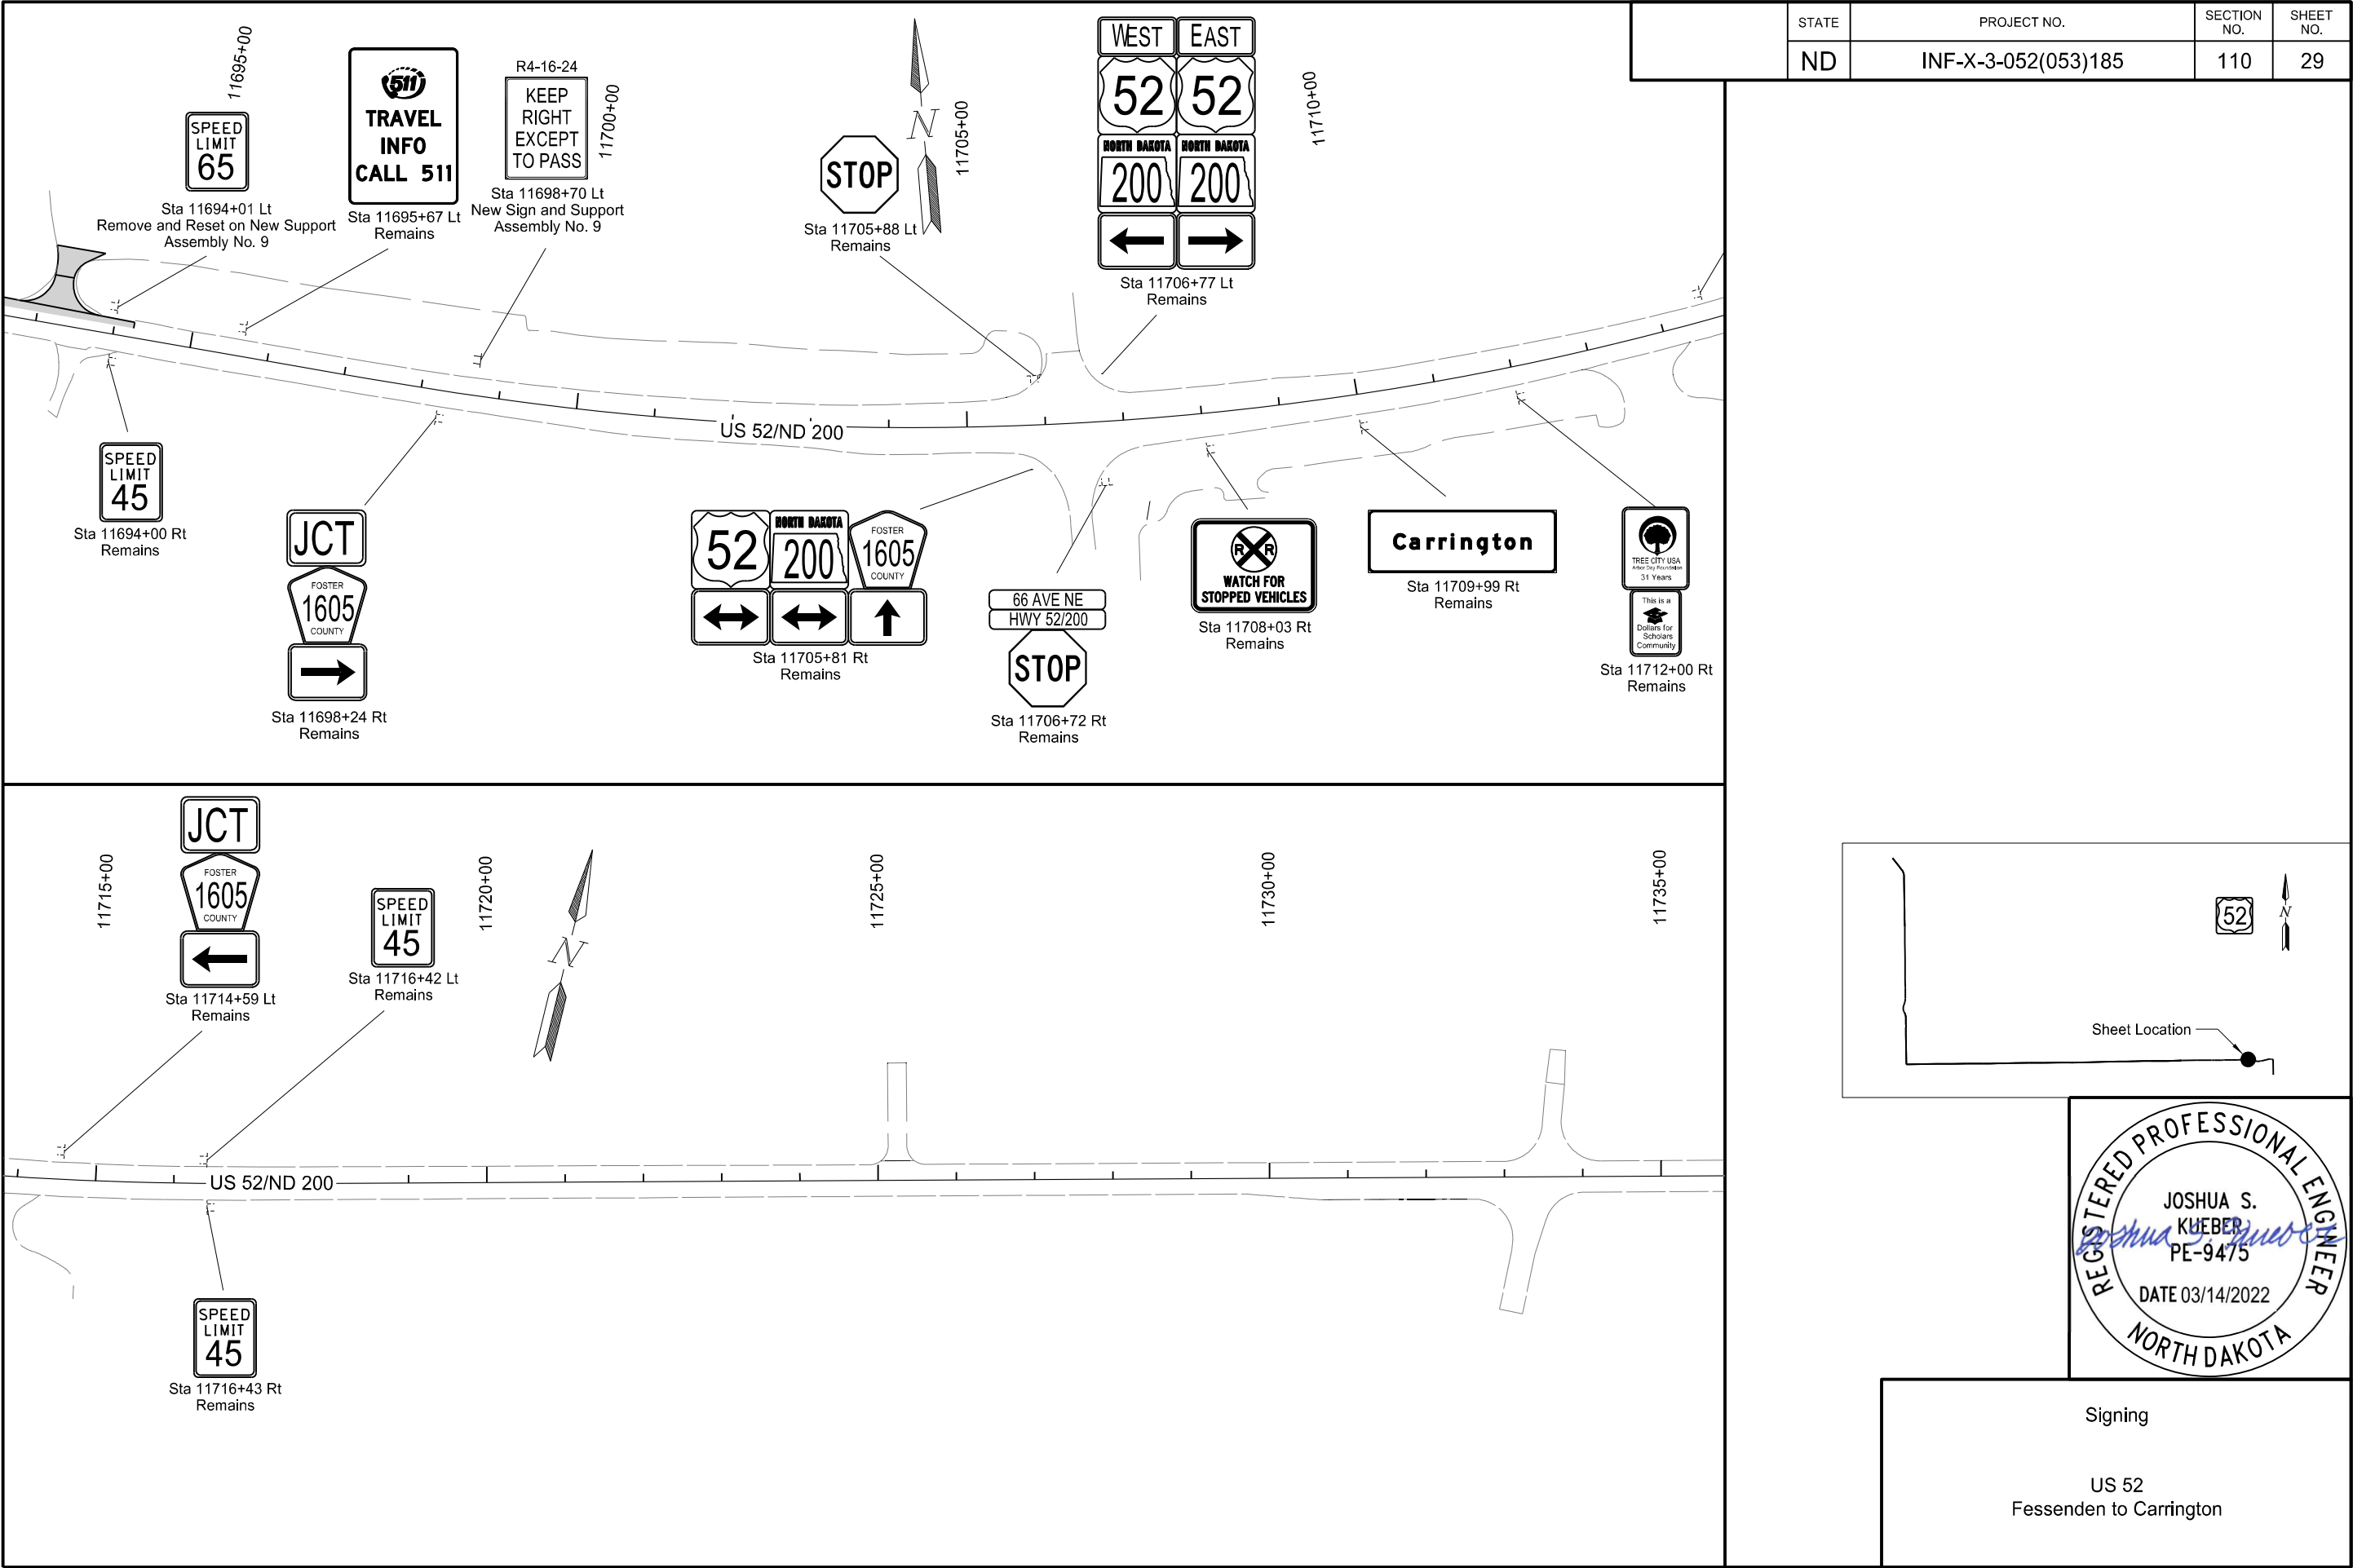 STATE
PROJECT NO.
SECTION NO.
SHEET NO.
ND
INF-X-3-052(053)185
110
29
11695+00
SPEED
LIMIT
65
Sta 11694+01 Lt
Remove and Reset on New Support
Assembly No. 9
511
TRAVEL
INFO
CALL 511
Sta 11695+67 Lt
Remains
R4-16-24
KEEP
RIGHT
EXCEPT
TO PASS
Sta 11698+70 Lt
New Sign and Support
Assembly No. 9
11700+00
STOP
Sta 11705+88 Lt
Remains
N
11705+00
WEST EAST
52 52
NORTH DAKOTA NORTH DAKOTA
200 200
Sta 11706+77 Lt
Remains
11710+00
US 52/ND 200
SPEED
LIMIT
45
Sta 11694+00 Rt
Remains
JCT
FOSTER
1605
COUNTY
Sta 11698+24 Rt
Remains
52
NORTH DAKOTA
200
FOSTER
1605
COUNTY
Sta 11705+81 Rt
Remains
66 AVE NE
HWY 52/200
STOP
Sta 11706+72 Rt
Remains
R R
WATCH FOR
STOPPED VEHICLES
Sta 11708+03 Rt
Remains
Carrington
Sta 11709+99 Rt
Remains
TREE CITY USA
Arbor Day Foundation
31 Years
This is a
Dollars for
Scholars
Community
Sta 11712+00 Rt
Remains
11715+00
JCT
FOSTER
1605
COUNTY
Sta 11714+59 Lt
Remains
SPEED
LIMIT
45
Sta 11716+42 Lt
Remains
11720+00
N
11725+00
11730+00
11735+00
US 52/ND 200
SPEED
LIMIT
45
Sta 11716+43 Rt
Remains
52
N
Sheet Location
REGISTERED PROFESSIONAL ENGINEER
JOSHUA S.
KUEBER
Joshua S. Kueber
PE-9475
DATE 03/14/2022
NORTH DAKOTA
Signing
US 52
Fessenden to Carrington